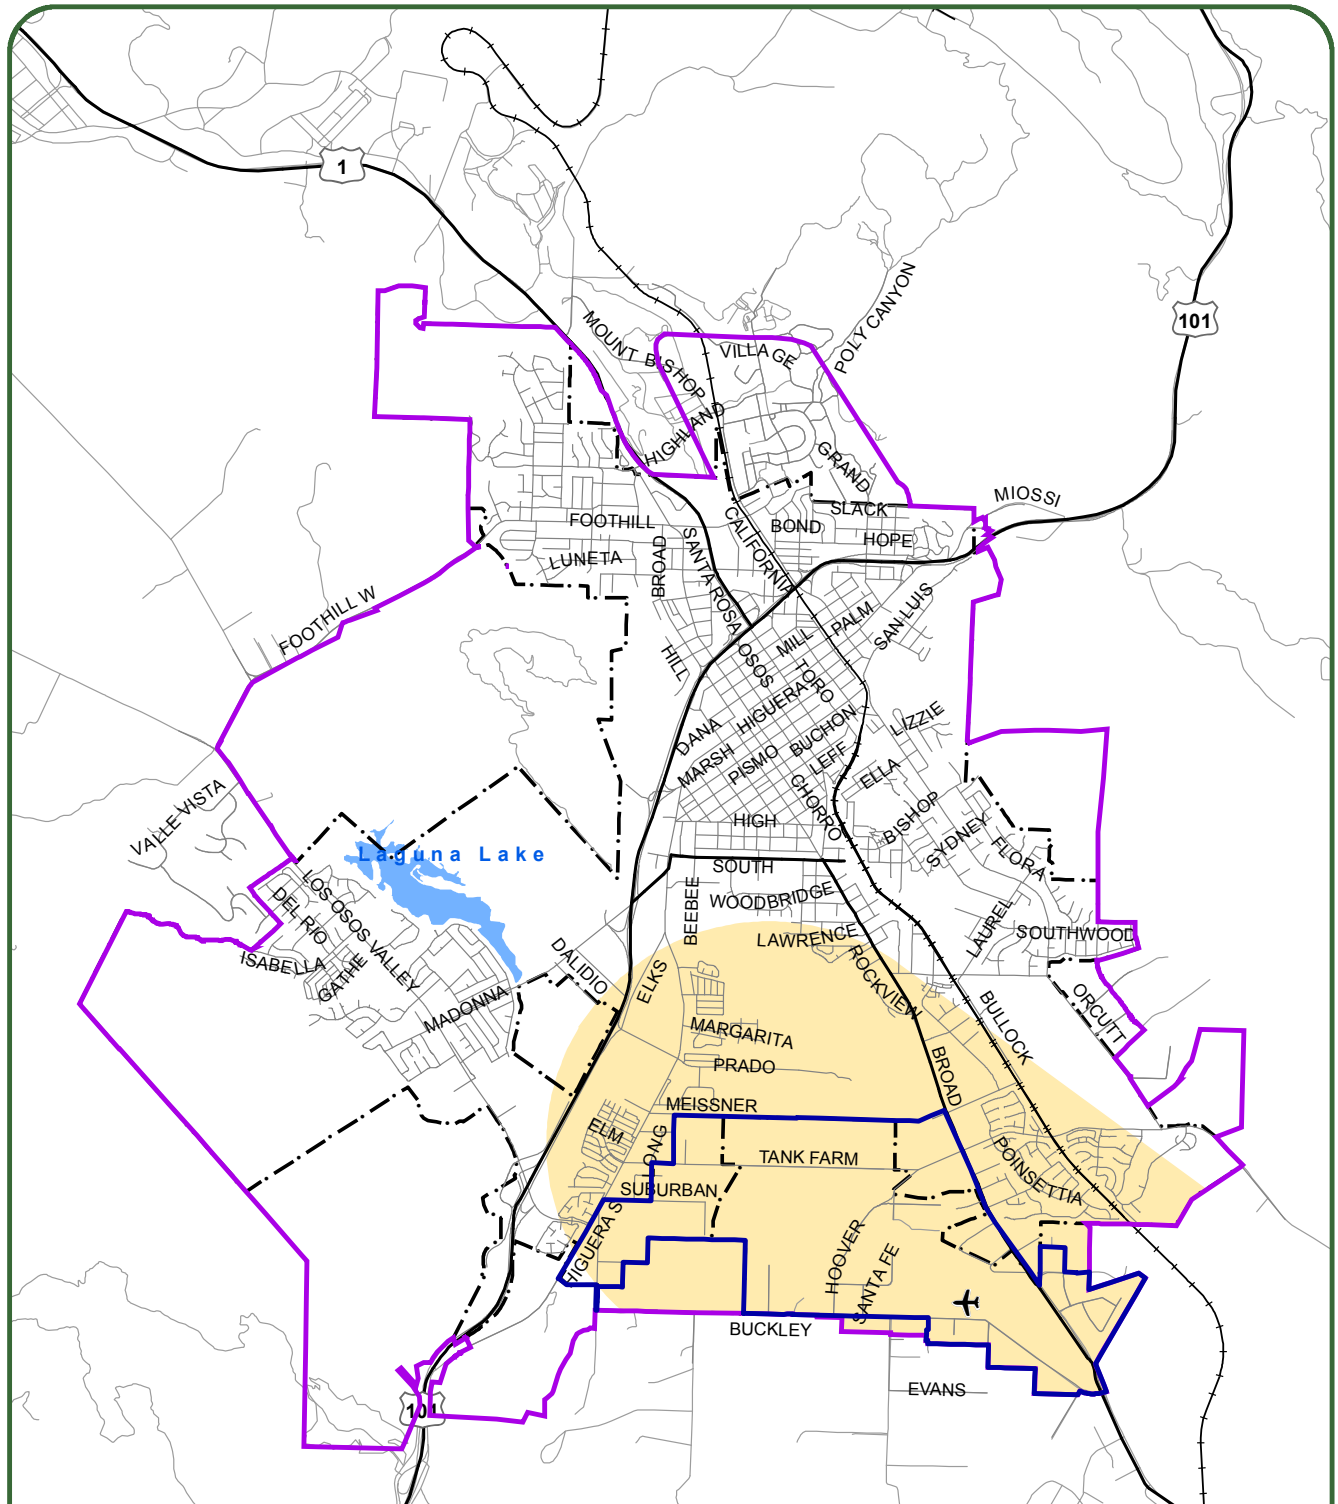 1
101
POLY CANYON
MOUNT BISHOP
VILLAGE
HIGHLAND
GRAND
MIOSSI
SLACK
FOOTHILL
BOND
HOPE
CALIFORNIA
LUNETA
BROAD
SANTA ROSA
FOOTHILL W
PALM
SAN LUIS
MILL
HILL
OSOS
TORO
HIGUERA
DANA
BUCHON
LIZZIE
MARSH
PISMO
LEFF
ELLA
VALLE VISTA
CHORRO
HIGH
BISHOP
SYDNEY
FLORA
Laguna Lake
SOUTH
LOS OSOS VALLEY
DEL RIO
WOODBRIDGE
BEEBEE
LAUREL
SOUTHWOOD
LAWRENCE
ISABELLA
GATHE
DALIDIO
ELKS
ROCKVIEW
MADONNA
BULLOCK
ORCUTT
MARGARITA
PRADO
BROAD
MEISSNER
ELM
LONG
TANK FARM
POINSETTIA
SUBURBAN
HIGUERA S
HOOVER
SANTA FE
BUCKLEY
EVANS
101